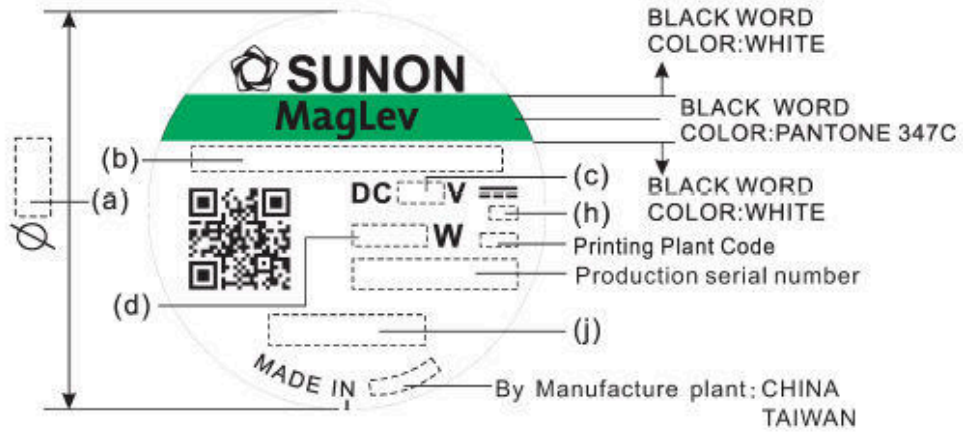 BLACK WORD
COLOR:WHITE
SUNON
MagLev
BLACK WORD
COLOR:PANTONE 347C
(b)
(c)
DC V
BLACK WORD
COLOR:WHITE
(a)
(h)
Ø
W
Printing Plant Code
Production serial number
(d)
(j)
MADE IN
By Manufacture plant: CHINA
TAIWAN